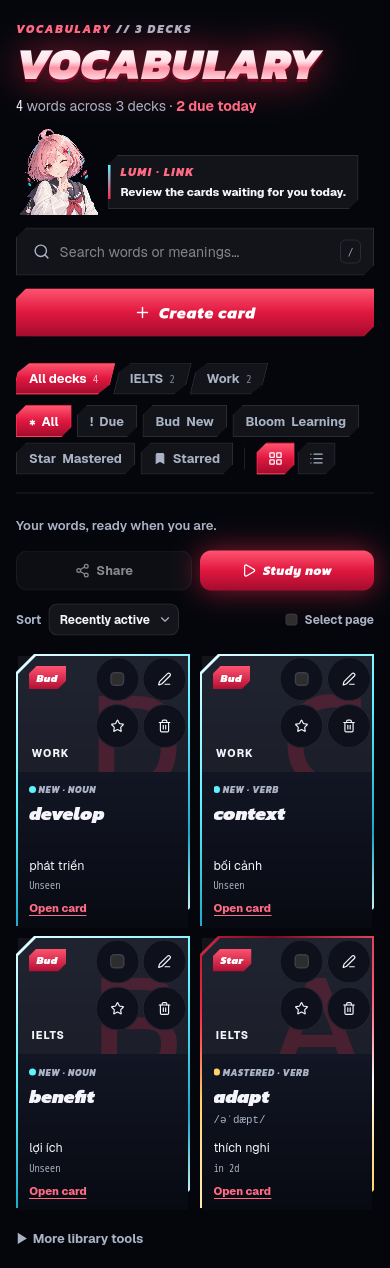 VOCABULARY // 3 DECKS
VOCABULARY
4 words across 3 decks · 2 due today
LUMI · LINK
Review the cards waiting for you today.
Search words or meanings... /
+ Create card
All decks 4 IELTS 2 Work 2
* All ! Due Bud New Bloom Learning
Star Mastered Starred
Your words, ready when you are.
Share Study now
Sort Recently active Select page
Bud Bud
D C
WORK WORK
NEW · NOUN NEW · VERB
develop context
phát triển bối cảnh
Unseen Unseen
Open card Open card
Bud Star
B A
IELTS IELTS
NEW · NOUN MASTERED · VERB
benefit adapt
/əˈdæpt/
lợi ích thích nghi
Unseen in 2d
Open card Open card
▶ More library tools